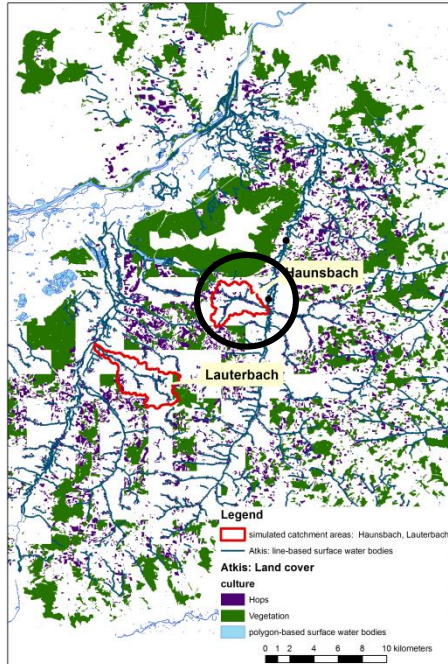 Haunsbach
Lauterbach
Legend
simulated catchment areas: Haunsbach, Lauterbach
Atkis: line-based surface water bodies
Atkis: Land cover
culture
Hops
Vegetation
polygon-based surface water bodies
0 1 2 4 6 8 10 kilometers